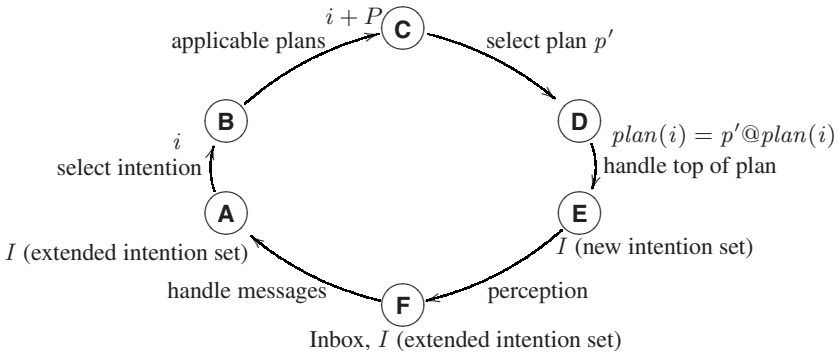 i + P
C
applicable plans
select plan p′
B
D
plan(i) = p′@plan(i)
i
select intention
handle top of plan
A
E
I (extended intention set)
I (new intention set)
handle messages
perception
F
Inbox, I (extended intention set)